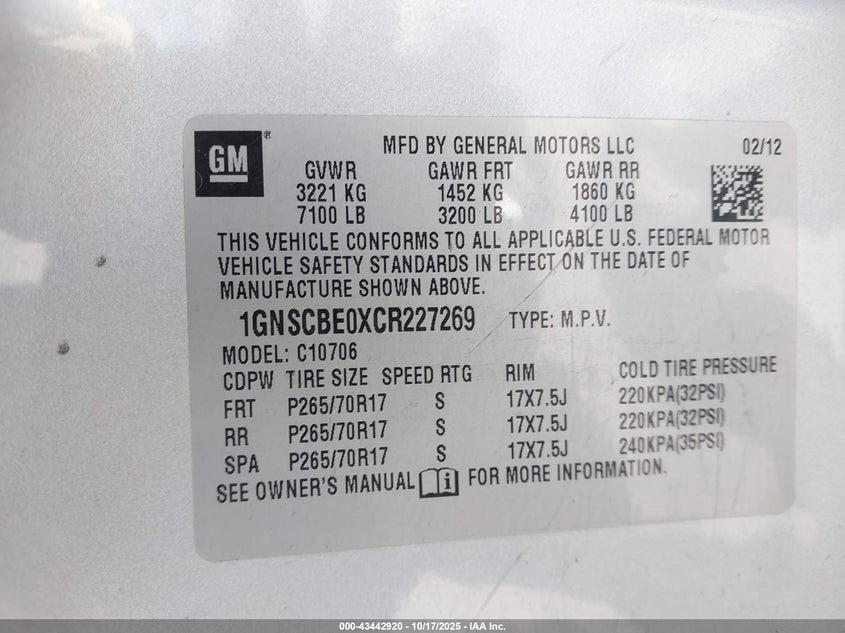 GM ®
MFD BY GENERAL MOTORS LLC 02/12
GVWR GAWR FRT GAWR RR
3221 KG 1452 KG 1860 KG
7100 LB 3200 LB 4100 LB
THIS VEHICLE CONFORMS TO ALL APPLICABLE U.S. FEDERAL MOTOR
VEHICLE SAFETY STANDARDS IN EFFECT ON THE DATE OF
MANUFACTURE SHOWN ABOVE.
1GNSCBE0XCR227269 TYPE: M.P.V.
MODEL: C10706
CDPW TIRE SIZE SPEED RTG RIM COLD TIRE PRESSURE
FRT P265/70R17 S 17X7.5J 220KPA(32PSI)
RR P265/70R17 S 17X7.5J 220KPA(32PSI)
SPA P265/70R17 S 17X7.5J 240KPA(35PSI)
SEE OWNER'S MANUAL i FOR MORE INFORMATION.
000-43442920 - 10/17/2025 - IAA Inc.